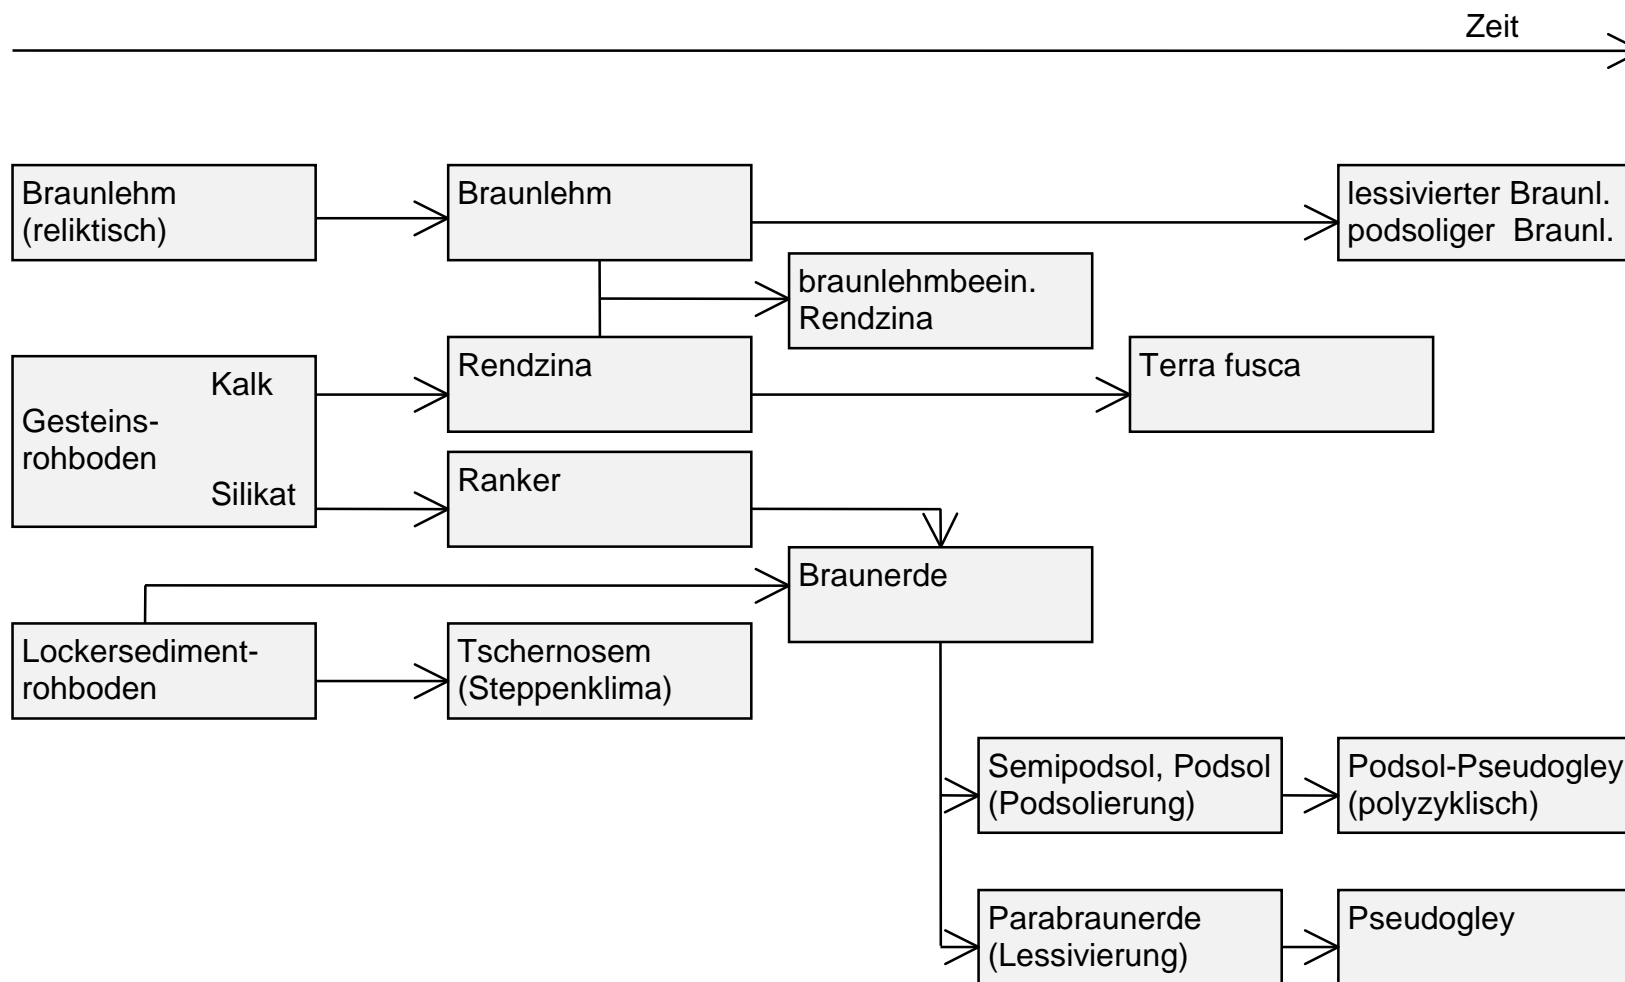 Zeit
Braunlehm
(reliktisch)
Braunlehm
lessivierter Braunl.
podsoliger Braunl.
braunlehmbeein.
Rendzina
Gesteins-
rohboden
Kalk
Silikat
Rendzina
Terra fusca
Ranker
Braunerde
Lockersediment-
rohboden
Tschernosem
(Steppenklima)
Semipodsol, Podsol
(Podsolierung)
Podsol-Pseudogley
(polyzyklisch)
Parabraunerde
(Lessivierung)
Pseudogley